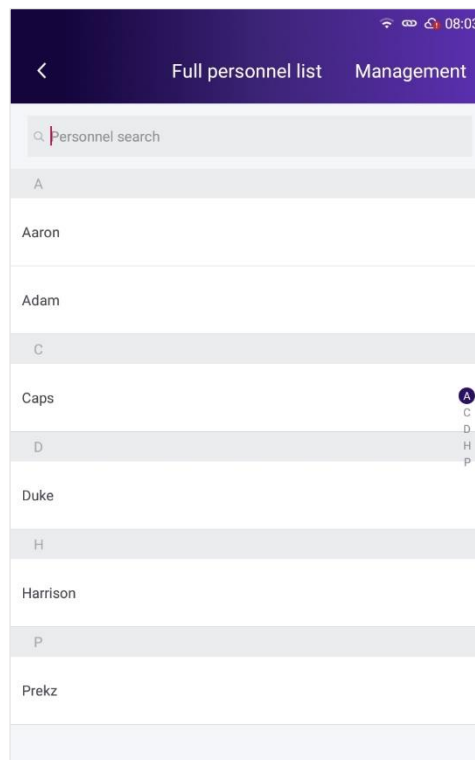 08:03
Full personnel list Management
Personnel search
A
Aaron
Adam
C
Caps
A
C
D
H
P
D
Duke
H
Harrison
P
Prekz